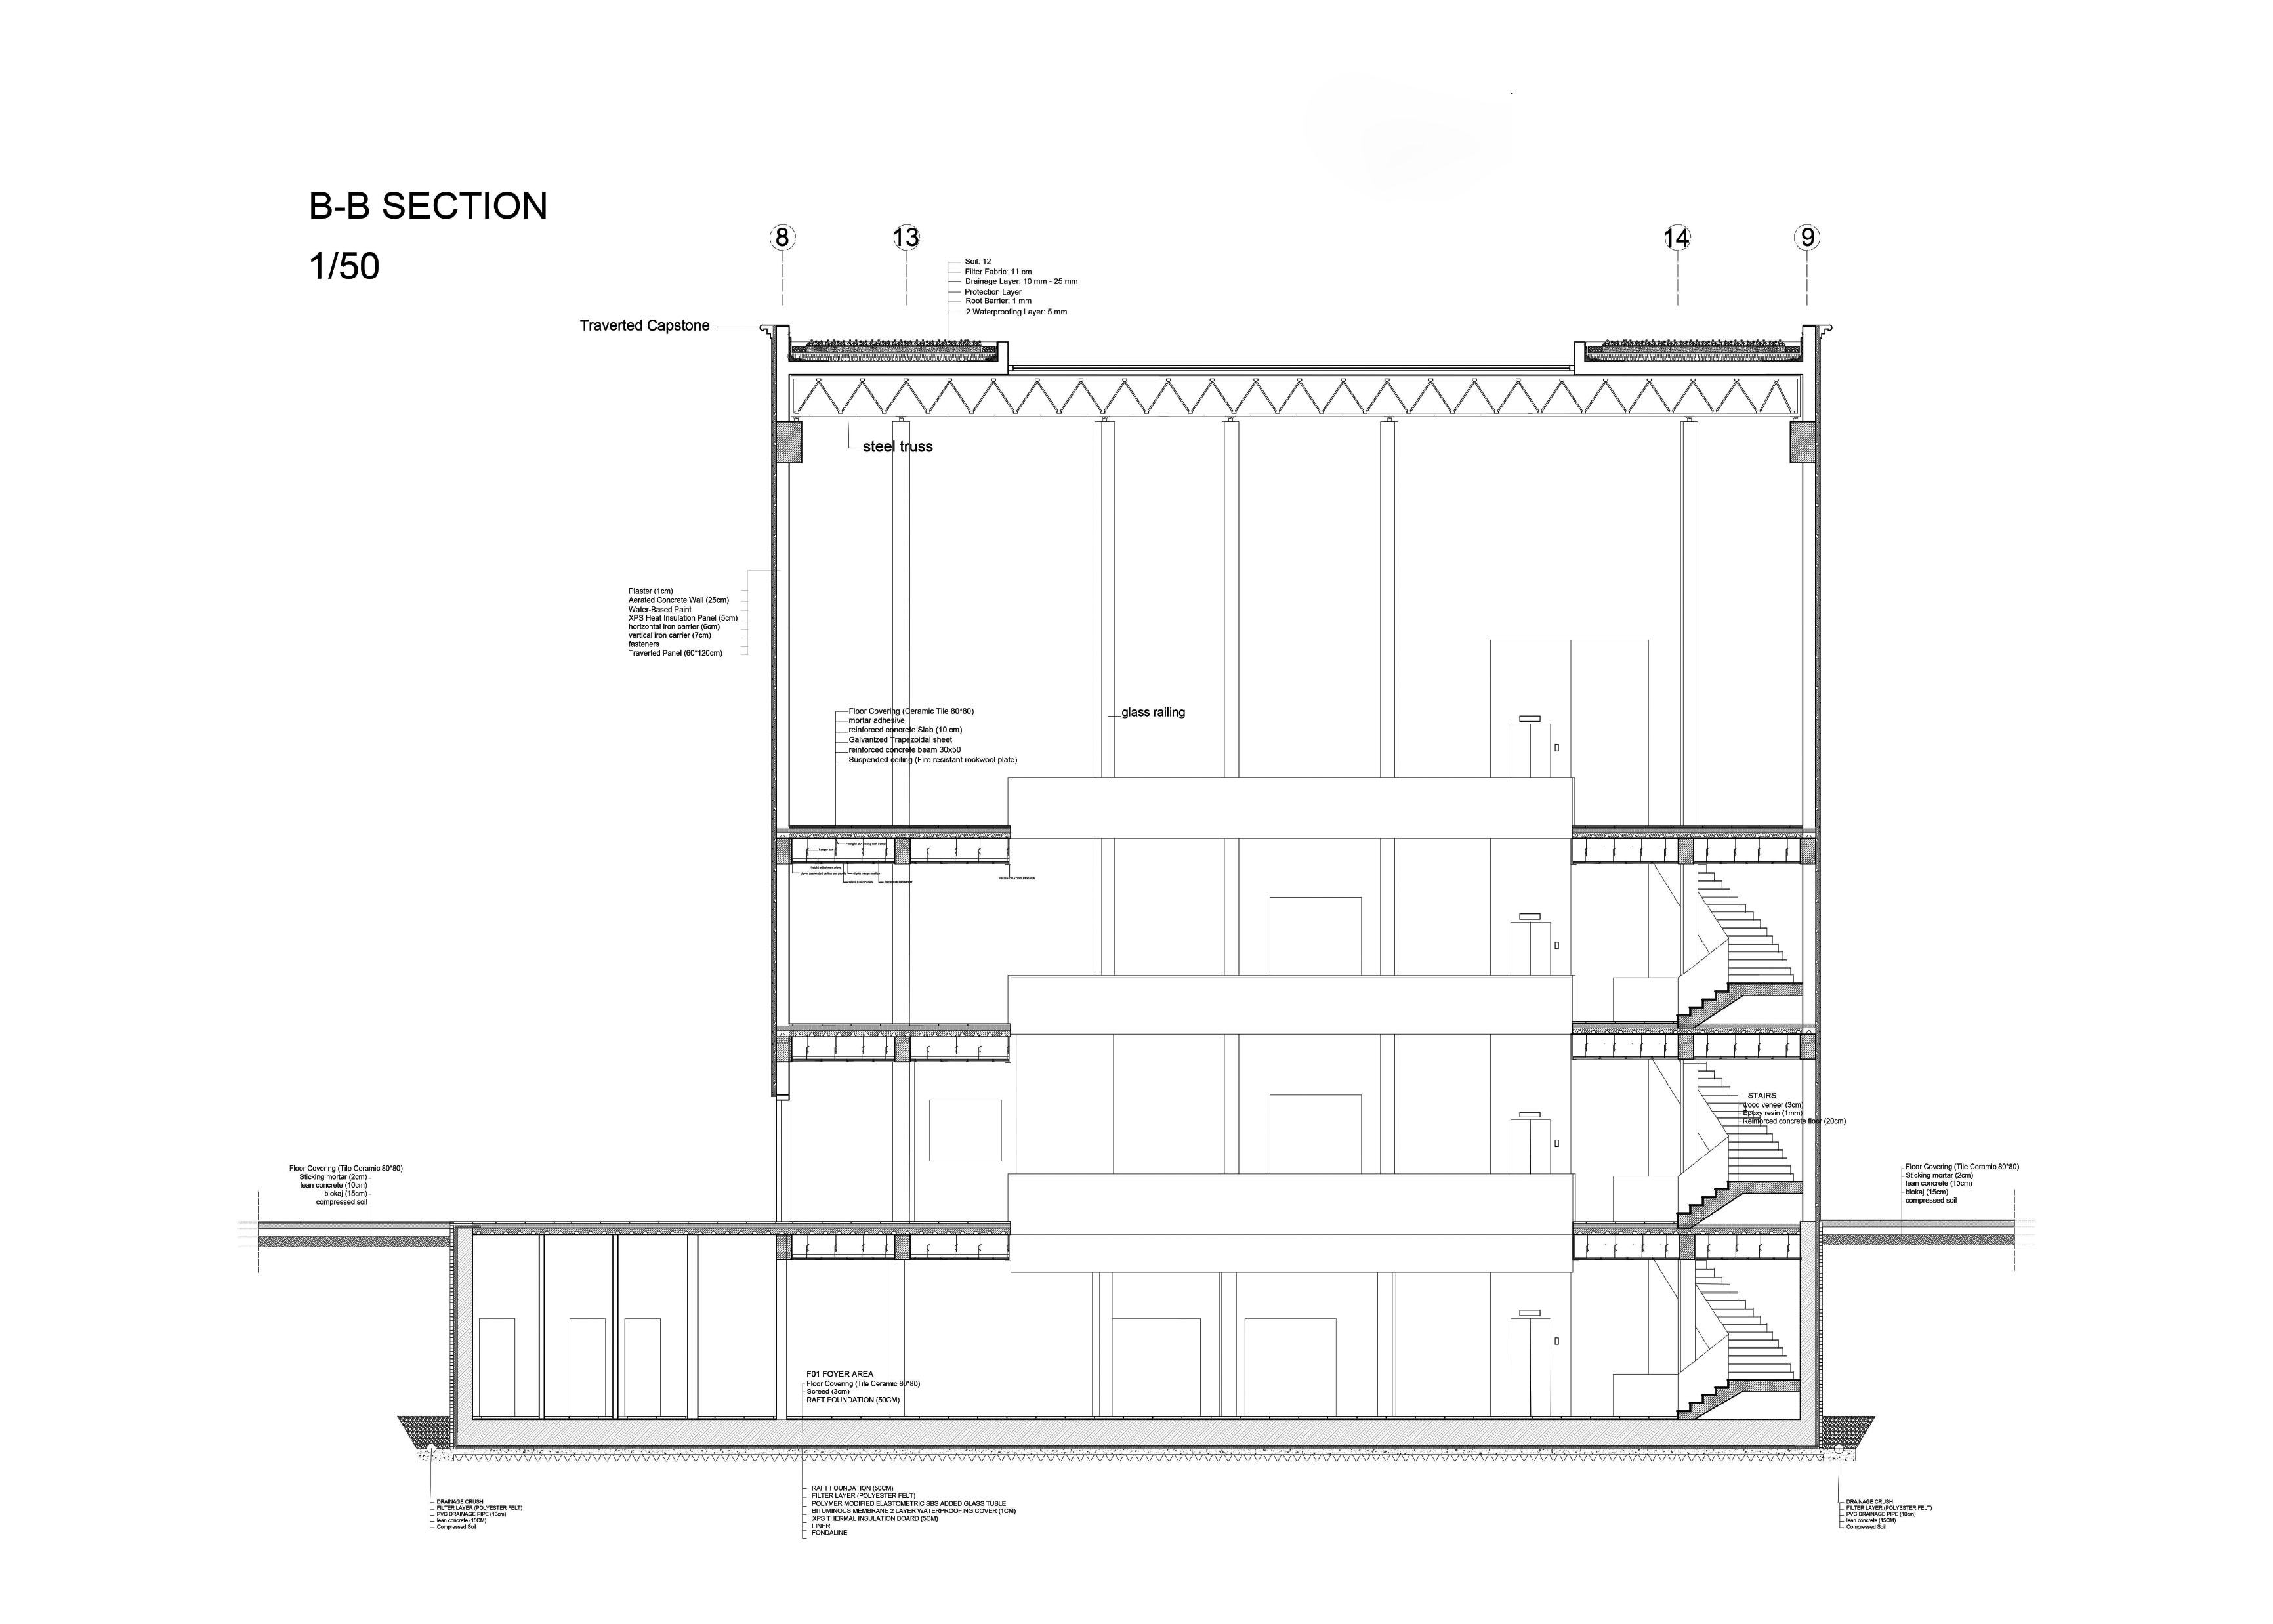 B-B SECTION
1/50
8
13
14
9
Soil: 12
Filter Fabric: 11 cm
Drainage Layer: 10 mm - 25 mm
Protection Layer
Root Barrier: 1 mm
2 Waterproofing Layer: 5 mm
Traverted Capstone
steel truss
Plaster (1cm)
Aerated Concrete Wall (25cm)
Water-Based Paint
XPS Heat Insulation Panel (5cm)
horizontal iron carrier (6cm)
vertical iron carrier (7cm)
fasteners
Traverted Panel (60*120cm)
Floor Covering (Ceramic Tile 80*80)
mortar adhesive
reinforced concrete Slab (10 cm)
Galvanized Trapezoidal sheet
reinforced concrete beam 30x50
Suspended ceiling (Fire resistant rockwool plate)
glass railing
STAIRS
wood veneer (3cm)
Epoxy resin (1mm)
Reinforced concrete floor (20cm)
Floor Covering (Tile Ceramic 80*80)
Sticking mortar (2cm)
lean concrete (10cm)
blokaj (15cm)
compressed soil
Floor Covering (Tile Ceramic 80*80)
Sticking mortar (2cm)
lean concrete (10cm)
blokaj (15cm)
compressed soil
F01 FOYER AREA
Floor Covering (Tile Ceramic 80*80)
Screed (3cm)
RAFT FOUNDATION (50CM)
RAFT FOUNDATION (50CM)
FILTER LAYER (POLYESTER FELT)
POLYMER MODIFIED ELASTOMETRIC SBS ADDED GLASS TUBLE
BITUMINOUS MEMBRANE 2 LAYER WATERPROOFING COVER (1CM)
XPS THERMAL INSULATION BOARD (5CM)
LINER
FONDALINE
DRAINAGE CRUSH
FILTER LAYER (POLYESTER FELT)
PVC DRAINAGE PIPE (10cm)
lean concrete (15CM)
Compressed Soil
DRAINAGE CRUSH
FILTER LAYER (POLYESTER FELT)
PVC DRAINAGE PIPE (10cm)
lean concrete (15CM)
Compressed Soil